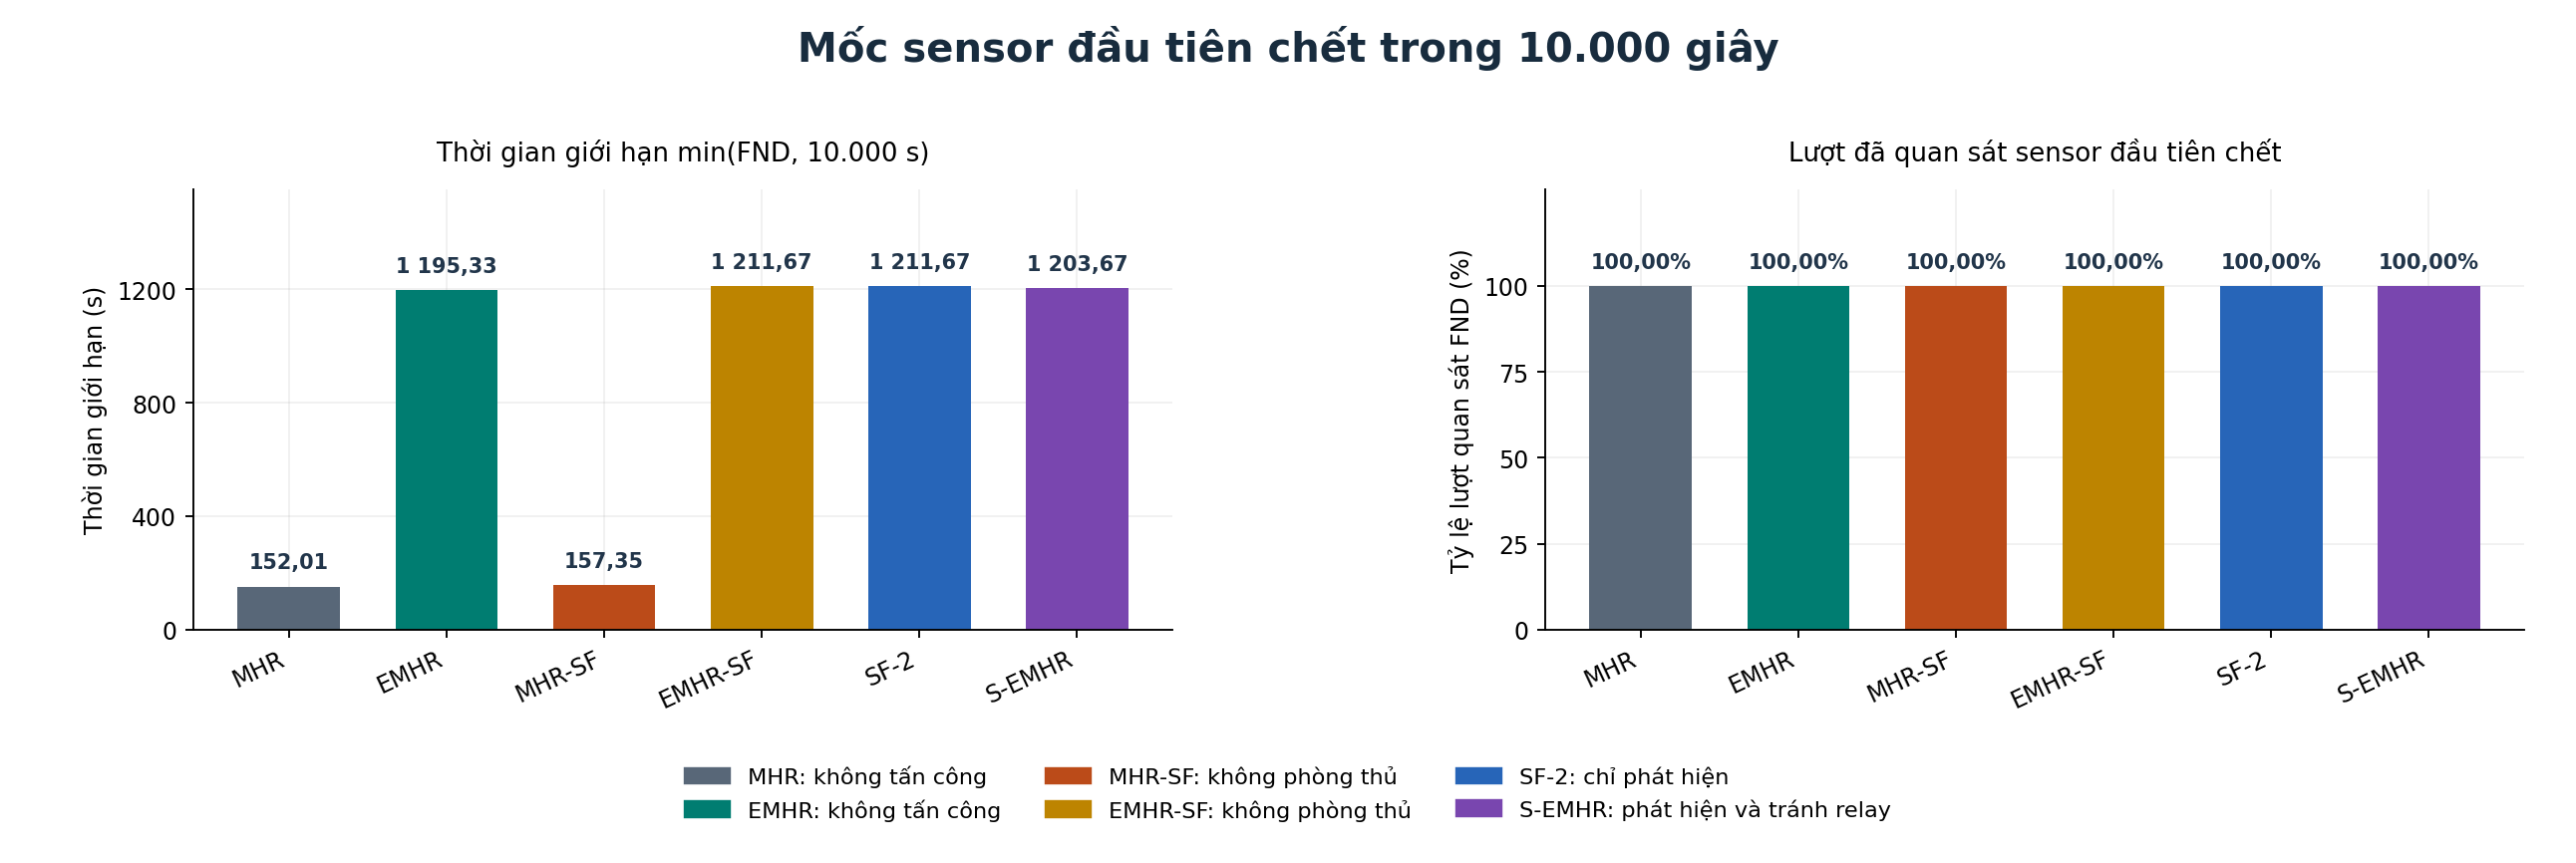 Mốc sensor đầu tiên chết trong 10.000 giây
Thời gian giới hạn min(FND, 10.000 s)
Thời gian giới hạn (s)
1200
800
400
0
152,01
1 195,33
157,35
1 211,67
1 211,67
1 203,67
MHR
EMHR
MHR-SF
EMHR-SF
SF-2
S-EMHR
Lượt đã quan sát sensor đầu tiên chết
Tỷ lệ lượt quan sát FND (%)
100
75
50
25
0
100,00%
100,00%
100,00%
100,00%
100,00%
100,00%
MHR
EMHR
MHR-SF
EMHR-SF
SF-2
S-EMHR
MHR: không tấn công
EMHR: không tấn công
MHR-SF: không phòng thủ
EMHR-SF: không phòng thủ
SF-2: chỉ phát hiện
S-EMHR: phát hiện và tránh relay